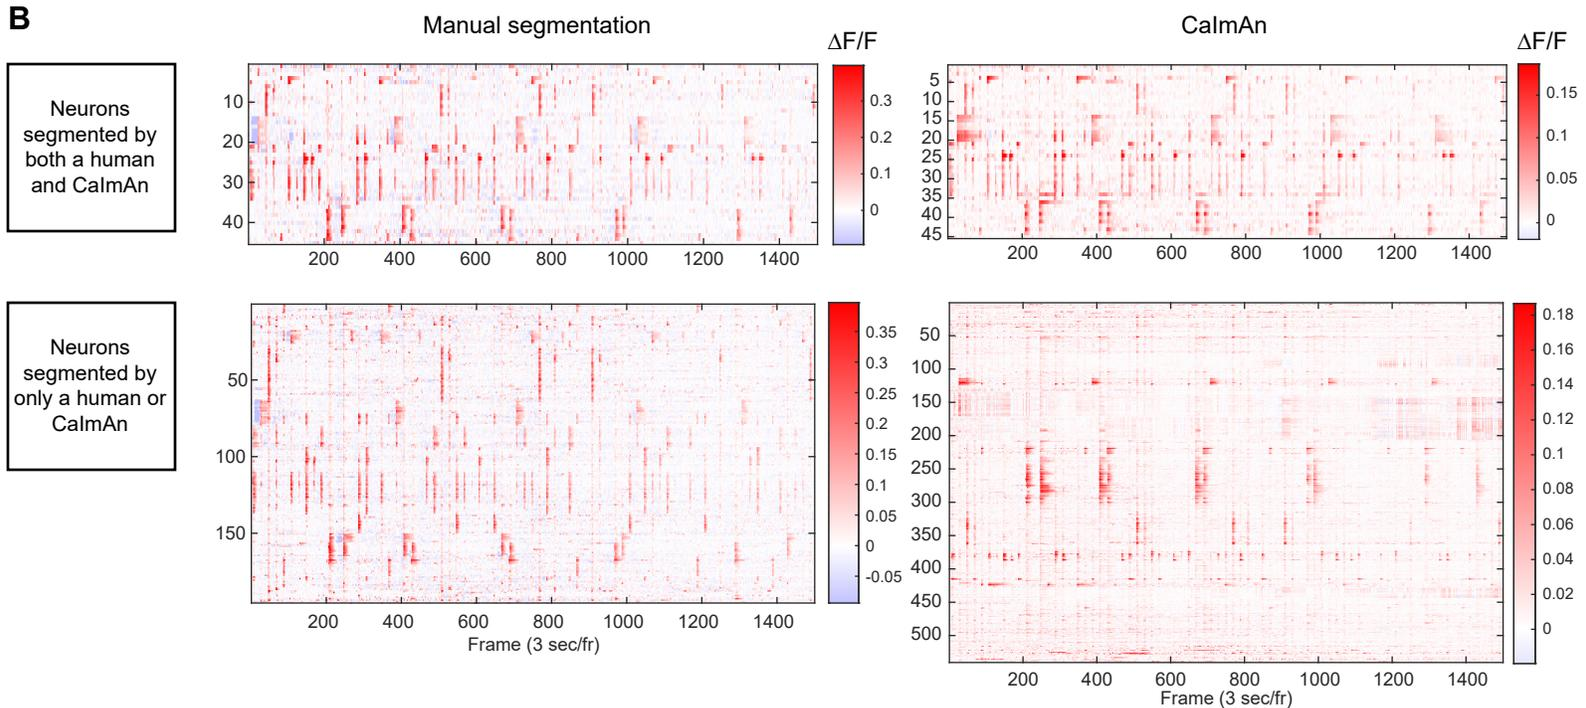 B
Manual segmentation
CaImAn
ΔF/F
ΔF/F
Neurons
segmented by
both a human
and CaImAn
10
20
30
40
200 400 600 800 1000 1200 1400
0.3
0.2
0.1
0
5
10
15
20
25
30
35
40
45
200 400 600 800 1000 1200 1400
0.15
0.1
0.05
0
Neurons
segmented by
only a human or
CaImAn
50
100
150
200 400 600 800 1000 1200 1400
Frame (3 sec/fr)
0.35
0.3
0.25
0.2
0.15
0.1
0.05
0
-0.05
50
100
150
200
250
300
350
400
450
500
200 400 600 800 1000 1200 1400
Frame (3 sec/fr)
0.18
0.16
0.14
0.12
0.1
0.08
0.06
0.04
0.02
0